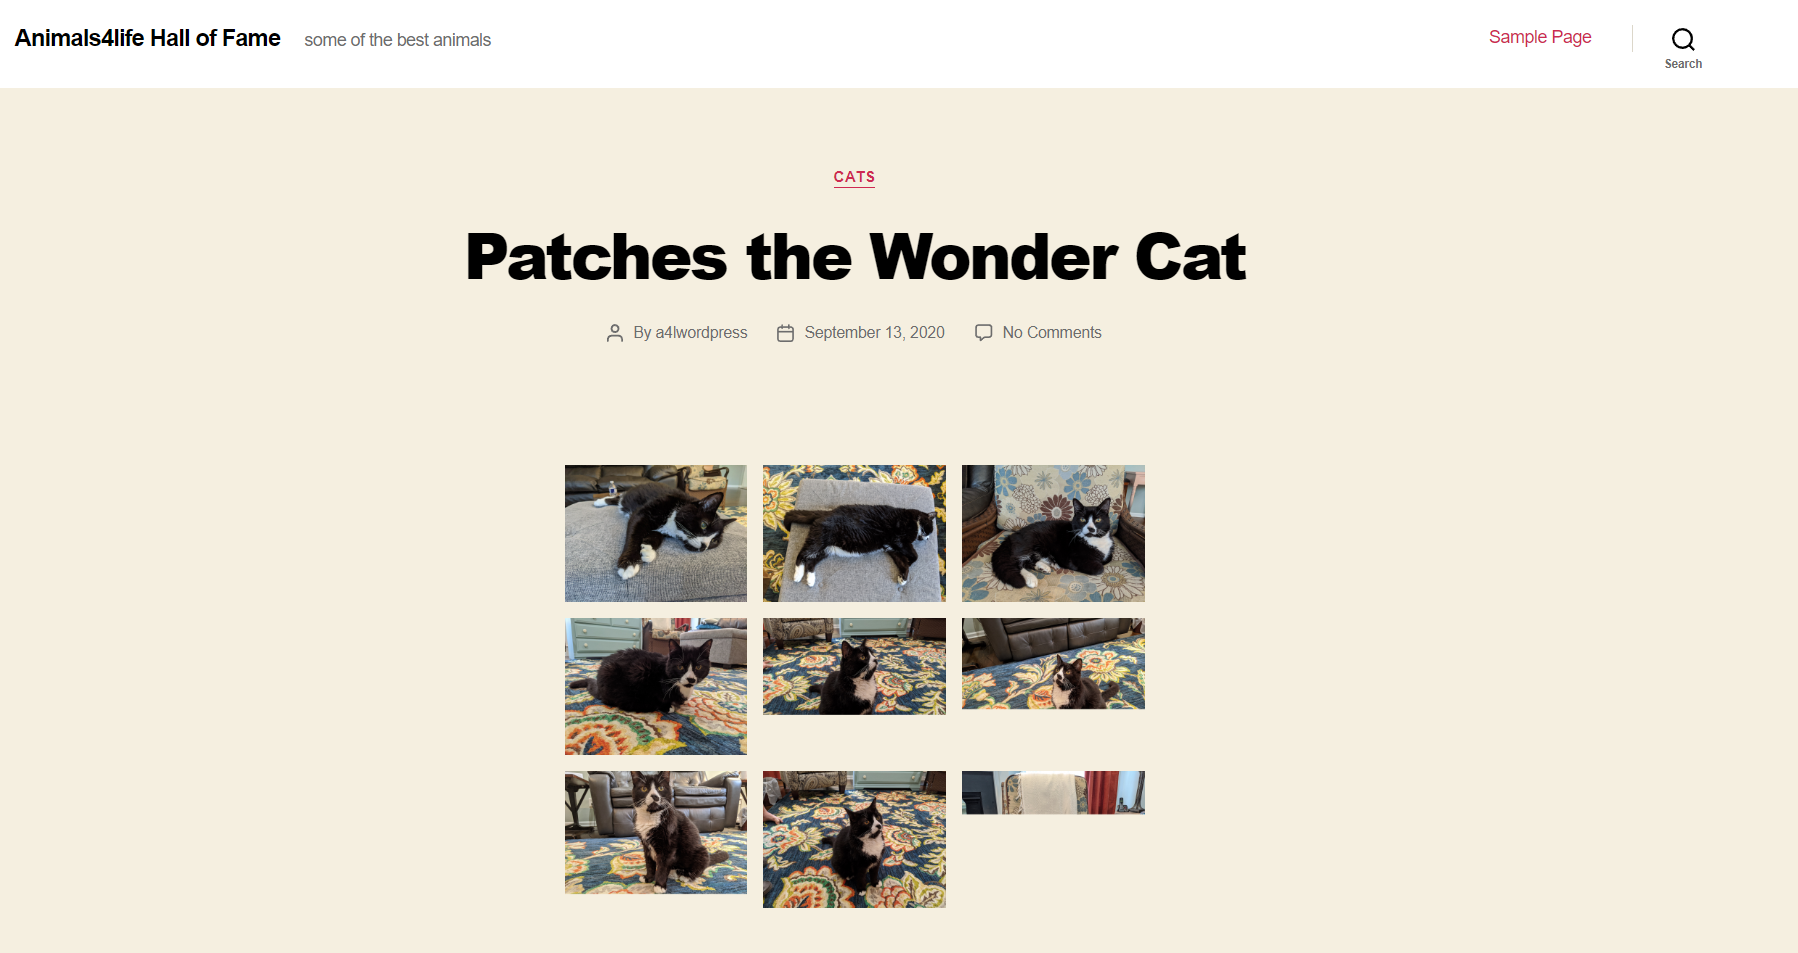 Animals4life Hall of Fame some of the best animals Sample Page
Search
CATS
Patches the Wonder Cat
By a4lwordpress September 13, 2020 No Comments